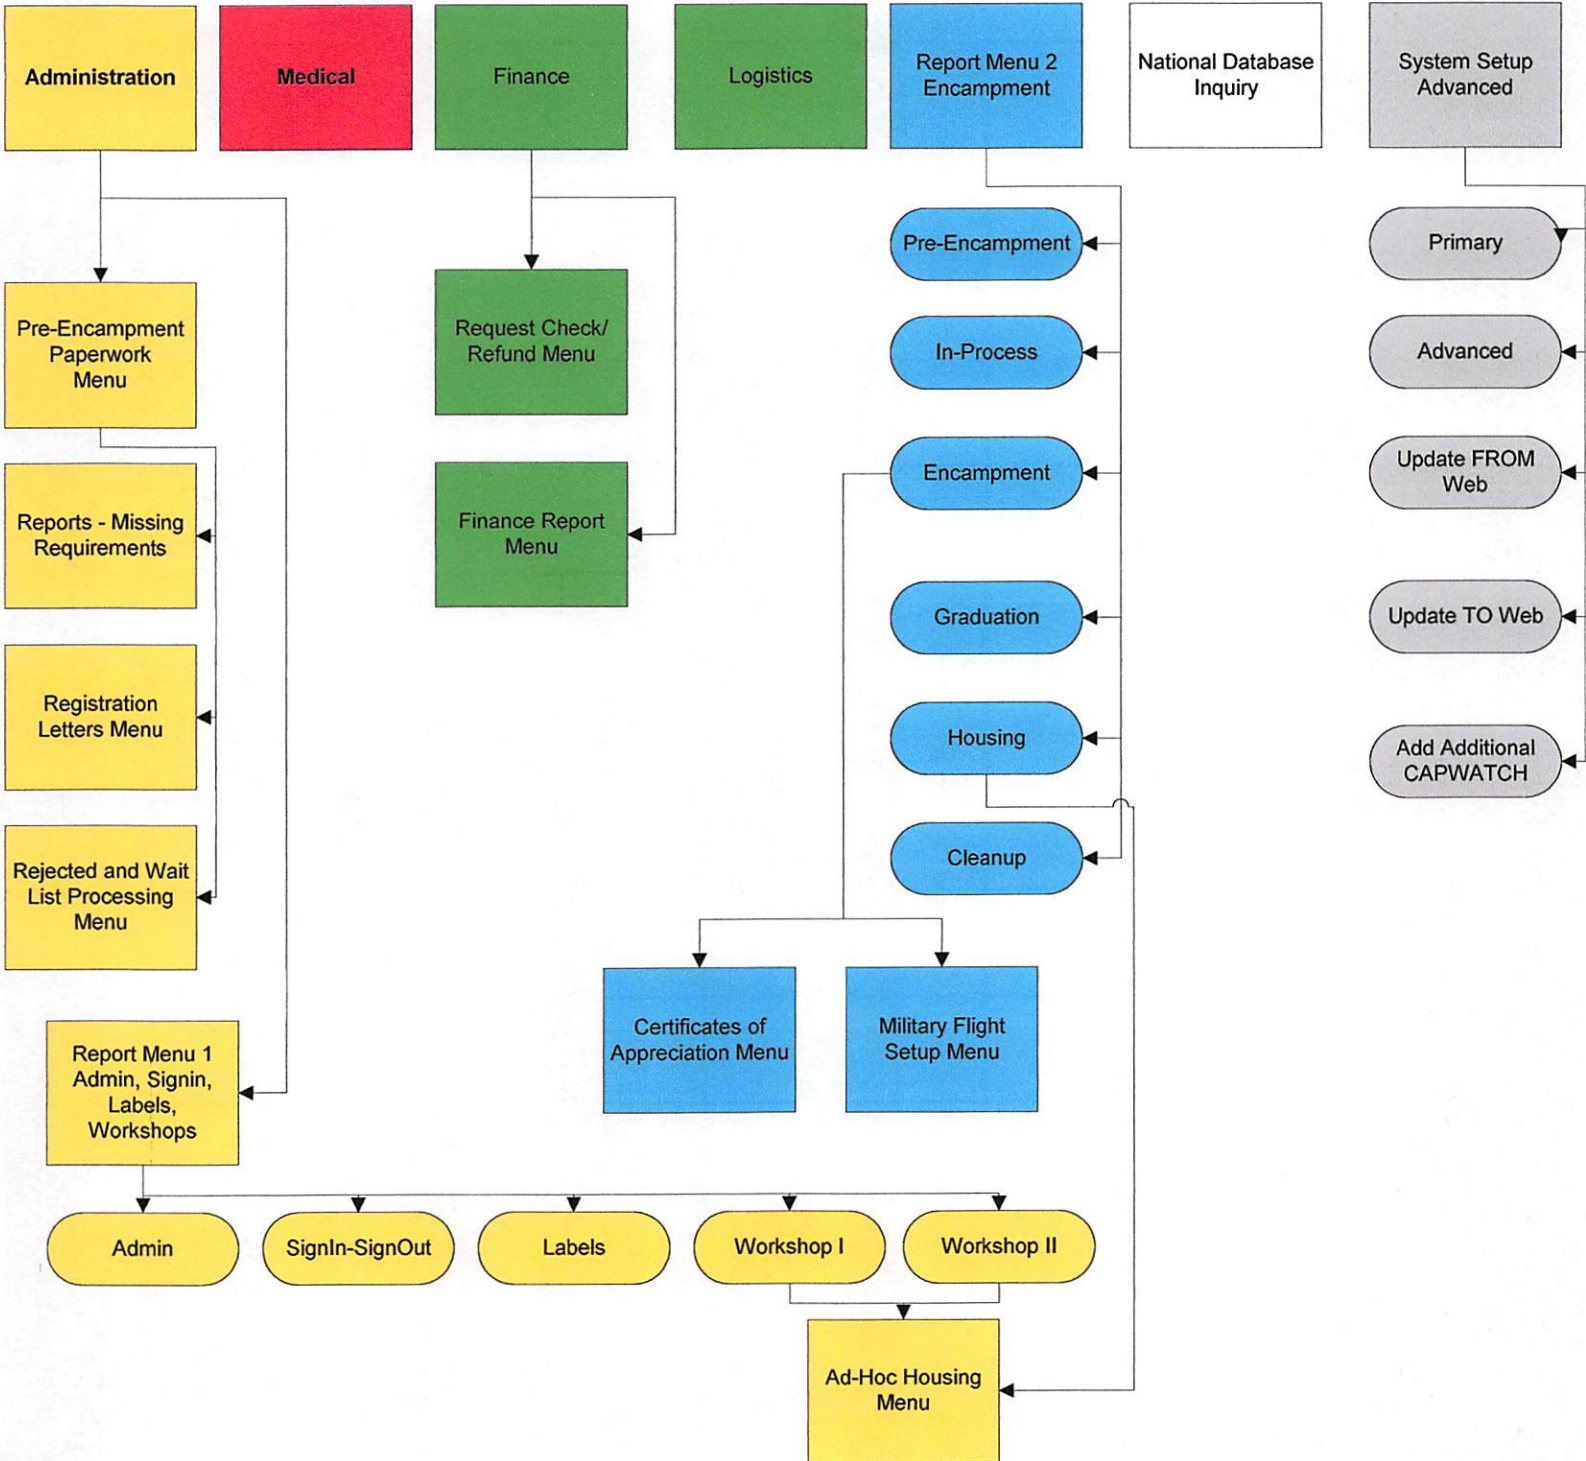 Administration
Medical
Finance
Logistics
Report Menu 2
Encampment
National Database
Inquiry
System Setup
Advanced
Pre-Encampment
Primary
Pre-Encampment
Paperwork
Menu
Request Check/
Refund Menu
In-Process
Advanced
Reports - Missing
Requirements
Finance Report
Menu
Encampment
Update FROM
Web
Graduation
Update TO Web
Registration
Letters Menu
Housing
Add Additional
CAPWATCH
Rejected and Wait
List Processing
Menu
Cleanup
Certificates of
Appreciation Menu
Military Flight
Setup Menu
Report Menu 1
Admin, Signin,
Labels,
Workshops
Admin
SignIn-SignOut
Labels
Workshop I
Workshop II
Ad-Hoc Housing
Menu